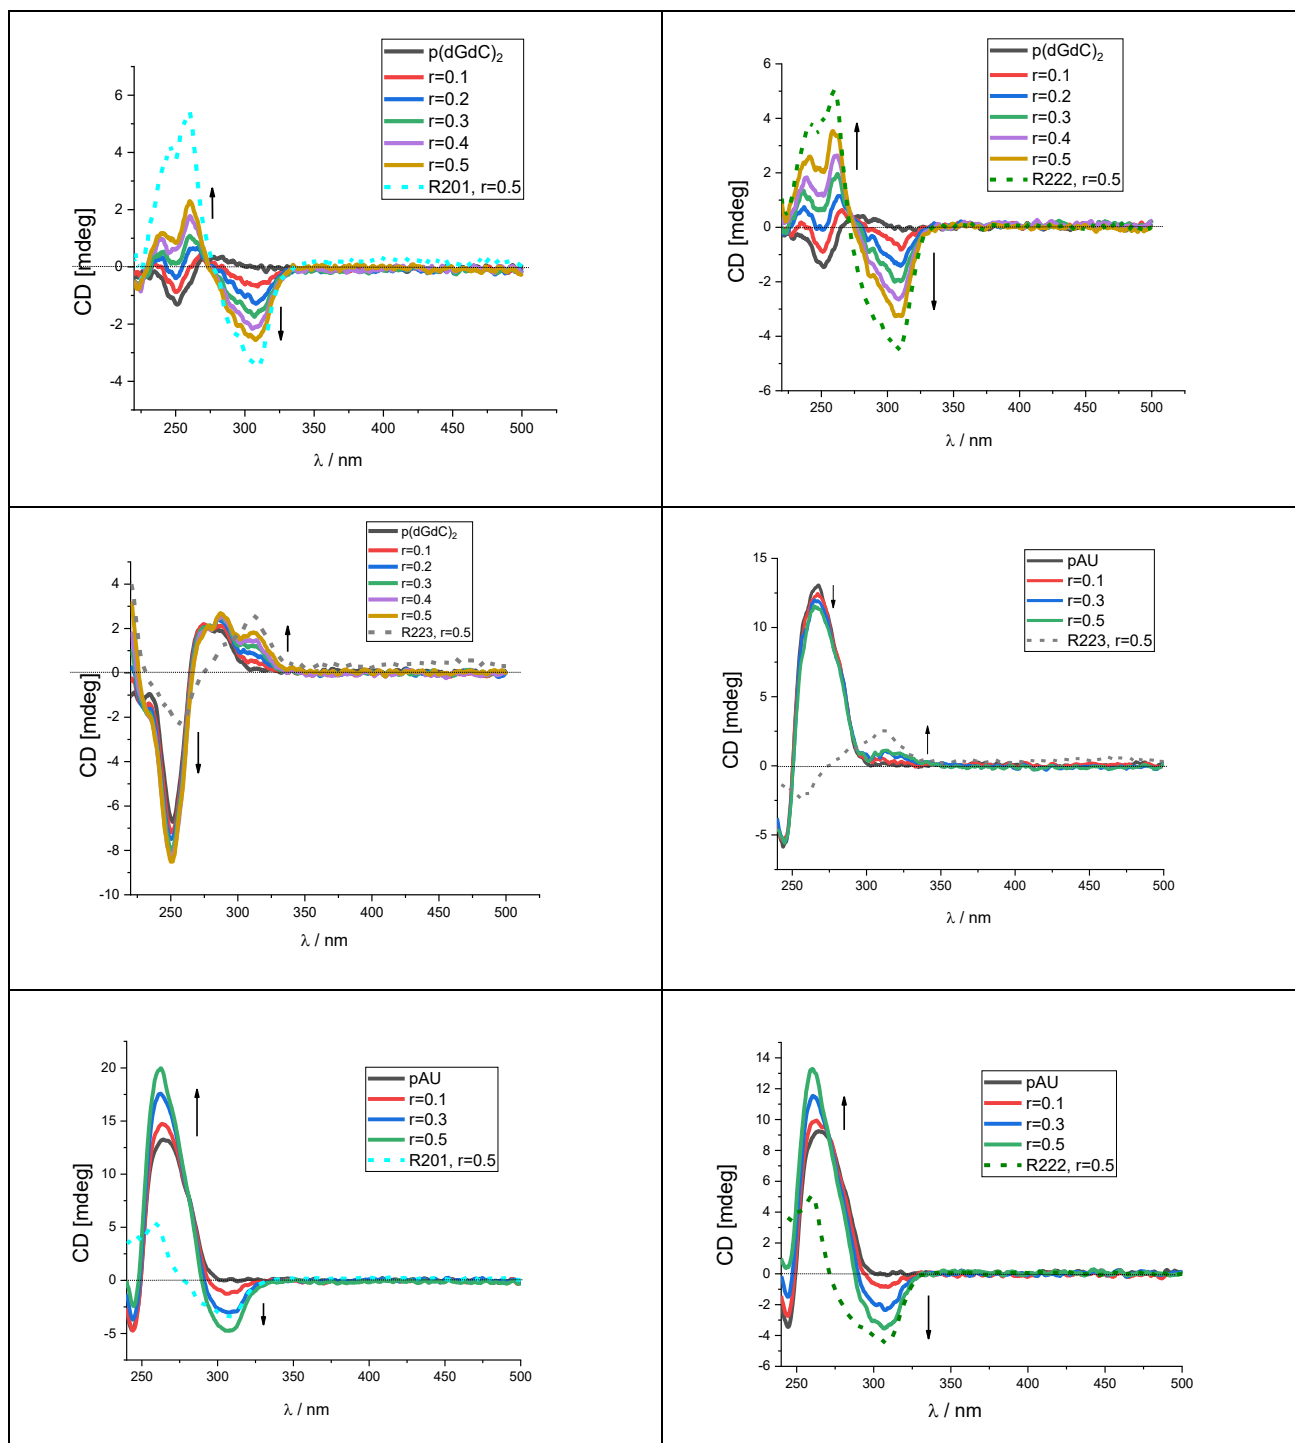 p(dGdC)₂
r=0.1
r=0.2
r=0.3
r=0.4
r=0.5
R201, r=0.5
6
4
2
0
-2
-4
CD [mdeg]
250 300 350 400 450 500
λ / nm
p(dGdC)₂
r=0.1
r=0.2
r=0.3
r=0.4
r=0.5
R222, r=0.5
6
4
2
0
-2
-4
-6
CD [mdeg]
250 300 350 400 450 500
λ / nm
p(dGdC)₂
r=0.1
r=0.2
r=0.3
r=0.4
r=0.5
R223, r=0.5
4
2
0
-2
-4
-6
-8
-10
CD [mdeg]
250 300 350 400 450 500
λ / nm
pAU
r=0.1
r=0.3
r=0.5
R223, r=0.5
15
10
5
0
-5
CD [mdeg]
250 300 350 400 450 500
λ / nm
pAU
r=0.1
r=0.3
r=0.5
R201, r=0.5
20
15
10
5
0
-5
CD [mdeg]
250 300 350 400 450 500
λ / nm
pAU
r=0.1
r=0.3
r=0.5
R222, r=0.5
14
12
10
8
6
4
2
0
-2
-4
-6
CD [mdeg]
250 300 350 400 450 500
λ / nm